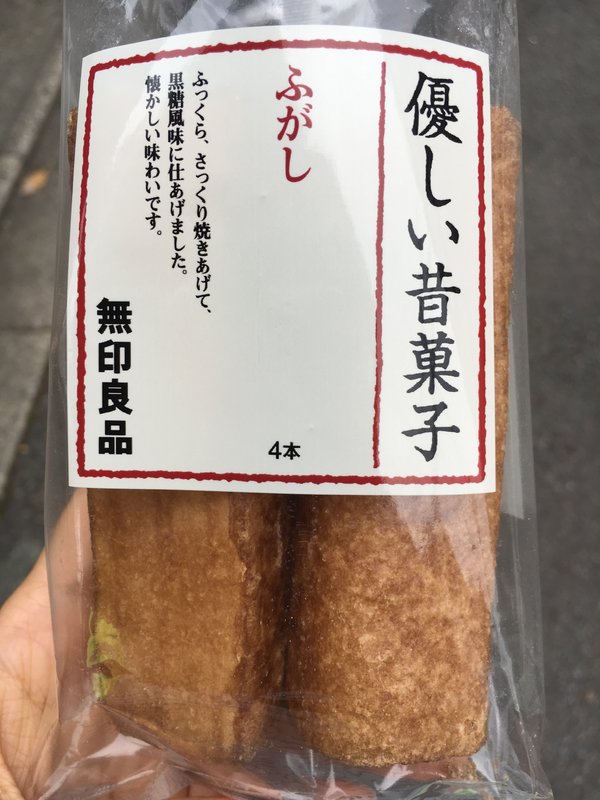 優しい昔菓子
ふがし
ふっくら、さっくり焼きあげて、
黒糖風味に仕あげました。
懐かしい味わいです。
4本
無印良品